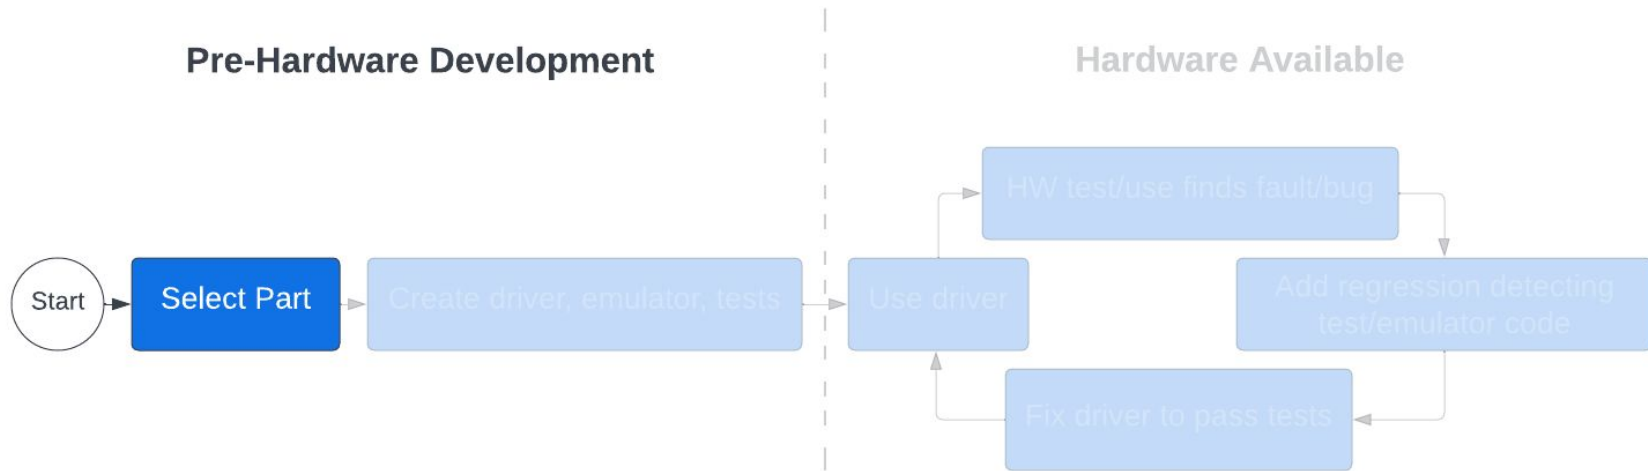 Pre-Hardware Development
Hardware Available
HW test/use finds fault/bug
Start
Select Part
Create driver, emulator, tests
Use driver
Add regression detecting
test/emulator code
Fix driver to pass tests